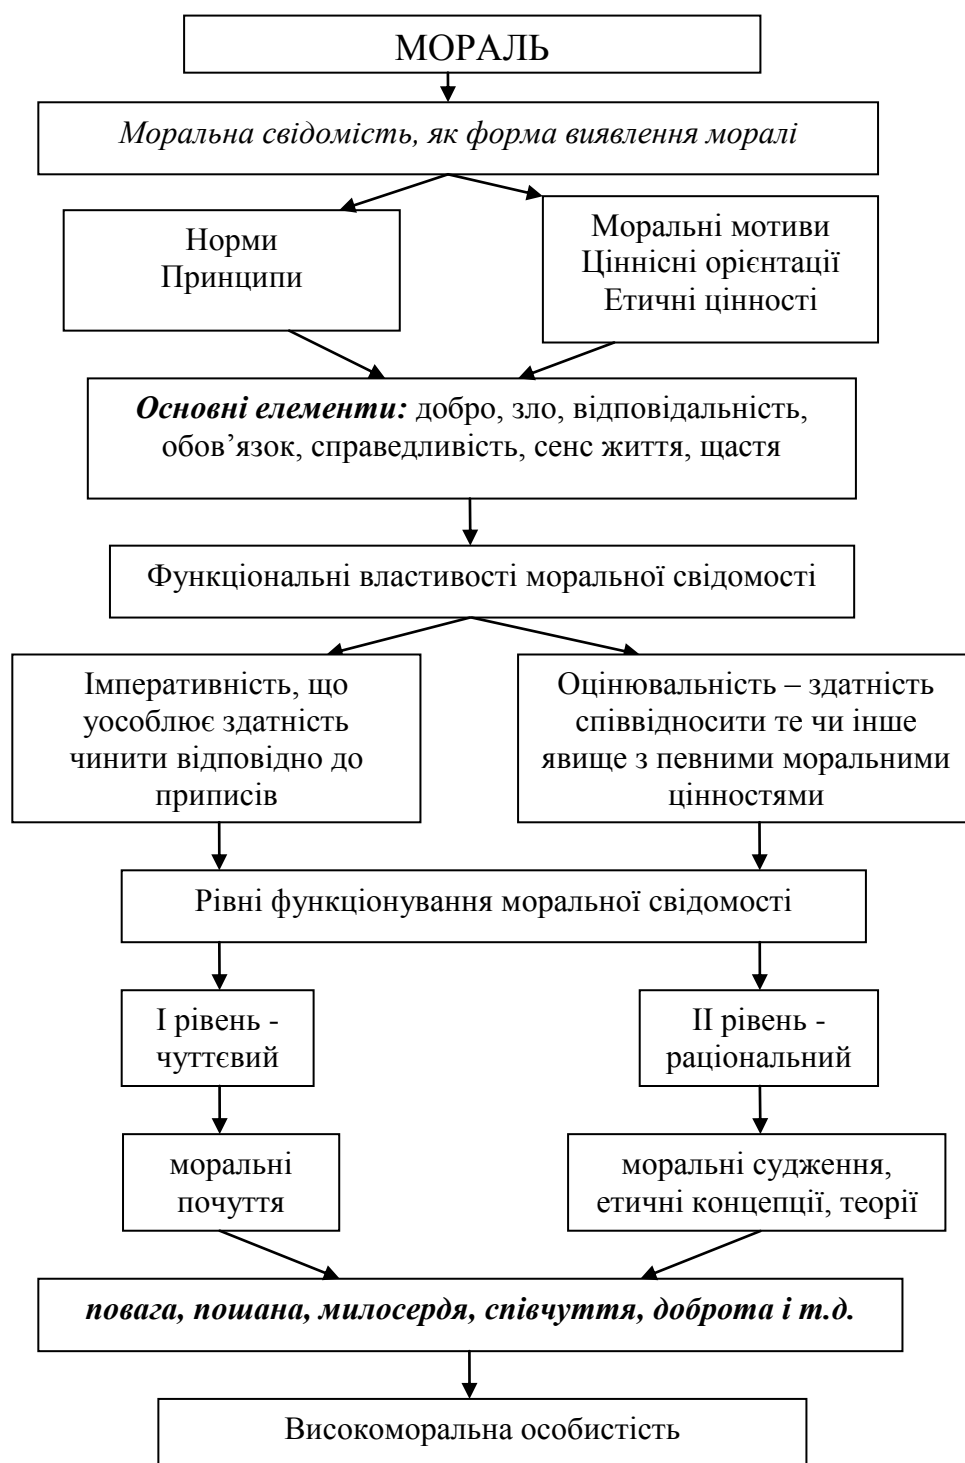 МОРАЛЬ
Моральна свідомість, як форма виявлення моралі
Норми
Принципи
Моральні мотиви
Ціннісні орієнтації
Етичні цінності
Основні елементи: добро, зло, відповідальність,
обов’язок, справедливість, сенс життя, щастя
Функціональні властивості моральної свідомості
Імперативність, що
уособлює здатність
чинити відповідно до
приписів
Оцінювальність – здатність
співвідносити те чи інше
явище з певними моральними
цінностями
Рівні функціонування моральної свідомості
І рівень -
чуттєвий
ІІ рівень -
раціональний
моральні
почуття
моральні судження,
етичні концепції, теорії
повага, пошана, милосердя, співчуття, доброта і т.д.
Високоморальна особистість